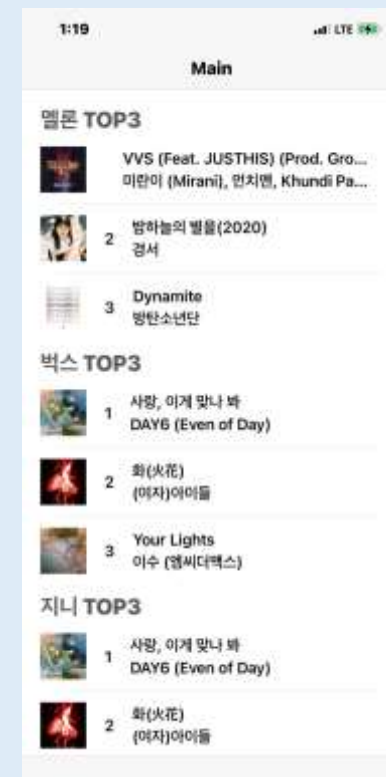 1:19
LTE
Main
멜론 TOP3
VVS (Feat. JUSTHIS) (Prod. Gro...
미란이 (Mirani), 먼치맨, Khundi Pa...
2
밤하늘의 별을(2020)
경서
3
Dynamite
방탄소년단
벅스 TOP3
1
사랑, 이게 맞나 봐
DAY6 (Even of Day)
2
화(火花)
(여자)아이들
3
Your Lights
이수 (엠씨더맥스)
지니 TOP3
1
사랑, 이게 맞나 봐
DAY6 (Even of Day)
2
화(火花)
(여자)아이들